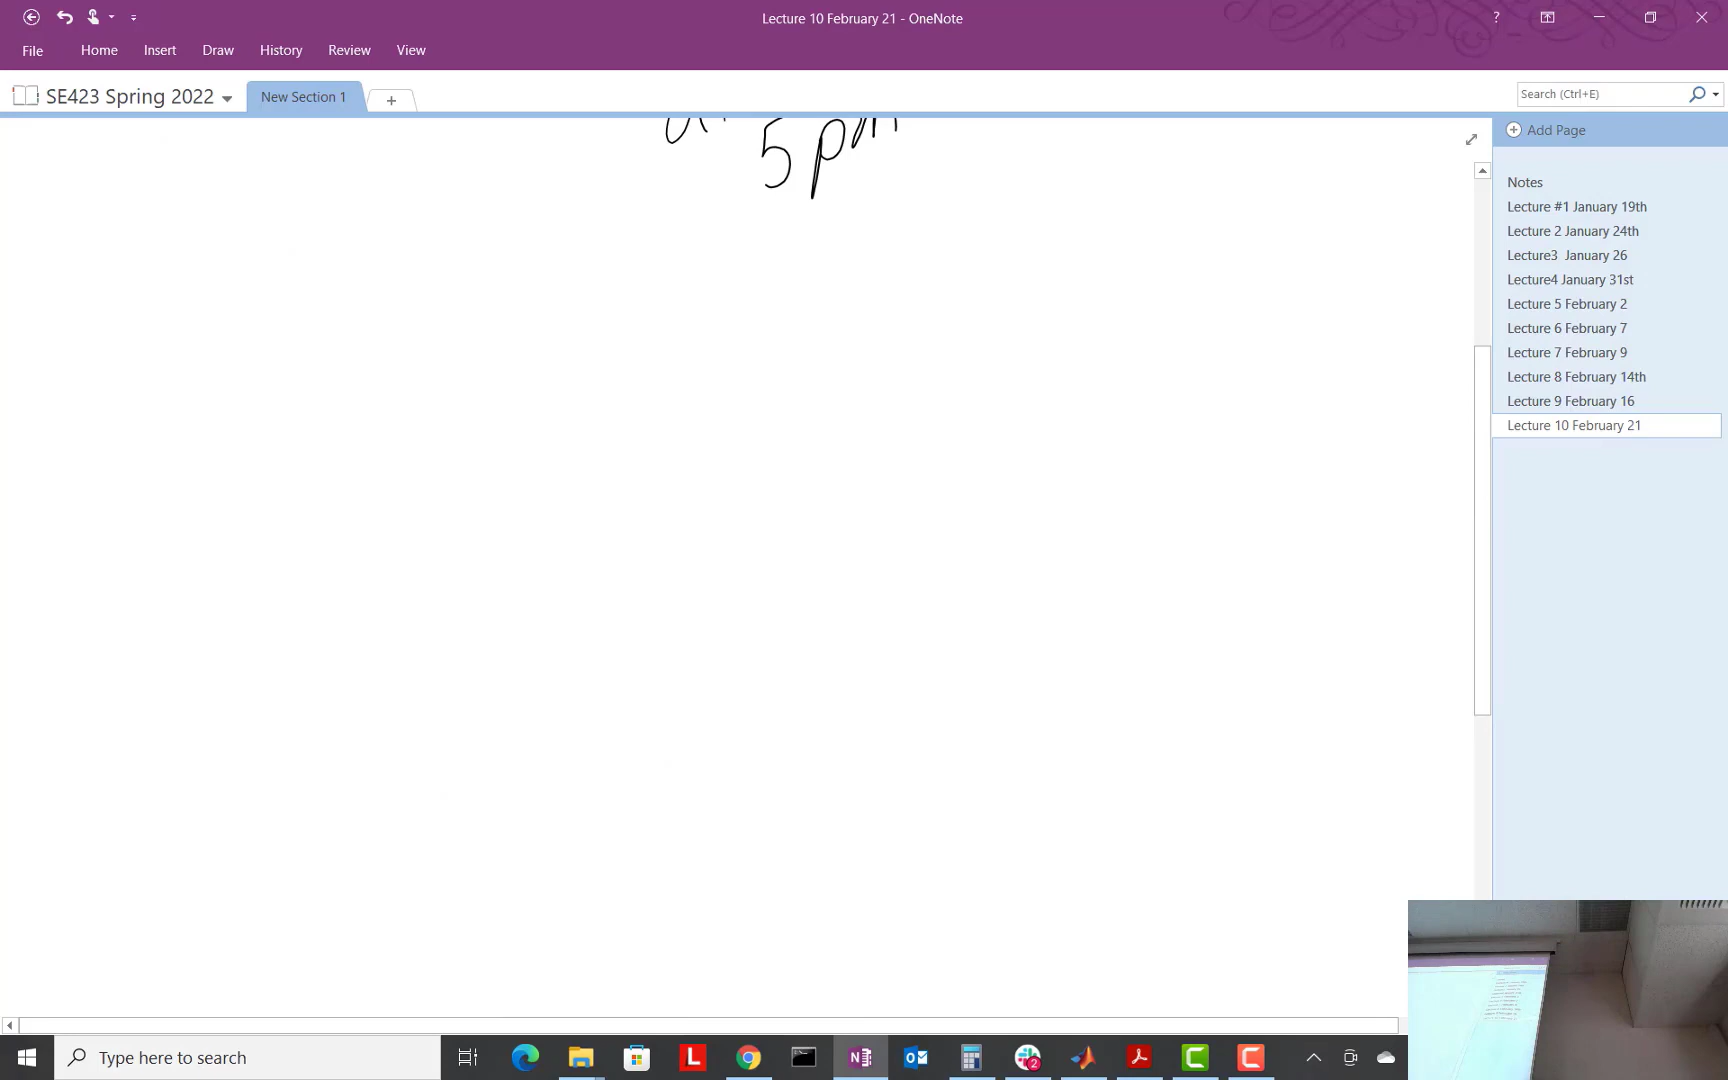 Lecture 10 February 21 - OneNote
?
File
Home
Insert
Draw
History
Review
View
SE423 Spring 2022
New Section 1
+
Search (Ctrl+E)
Add Page
5 pm
Notes
Lecture #1 January 19th
Lecture 2 January 24th
Lecture3 January 26
Lecture4 January 31st
Lecture 5 February 2
Lecture 6 February 7
Lecture 7 February 9
Lecture 8 February 14th
Lecture 9 February 16
Lecture 10 February 21
Type here to search
L
N
2
C
C